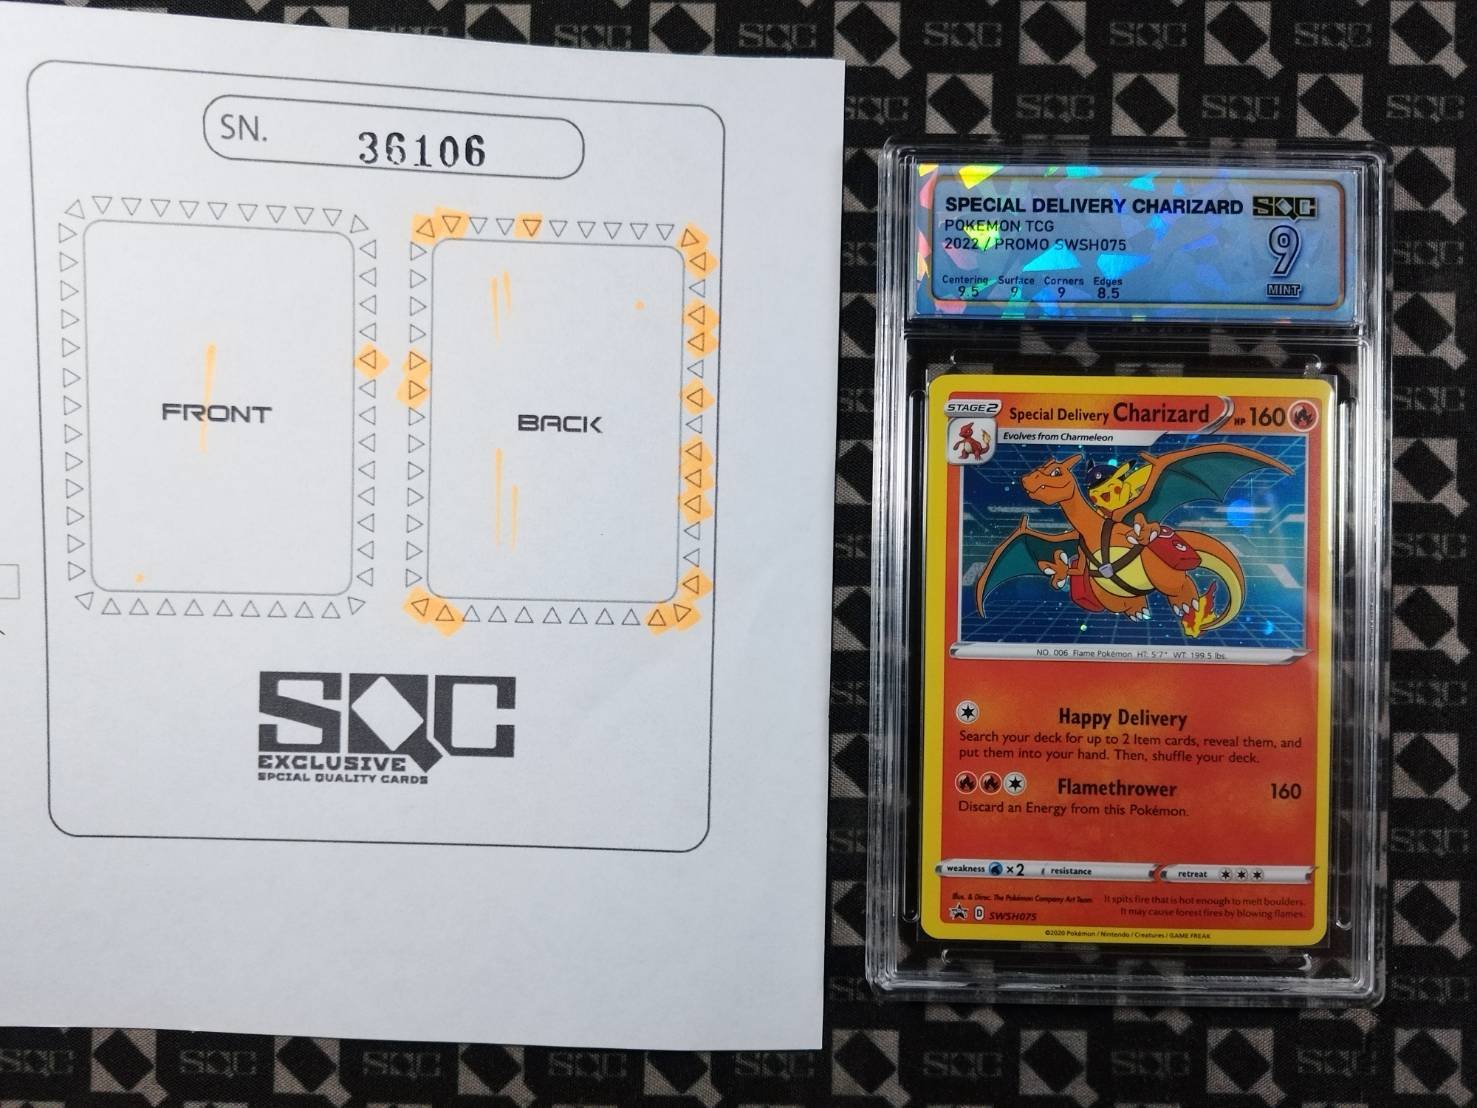 SN. 36106
FRONT
BACK
SQC
EXCLUSIVE
SPCIAL QUALITY CARDS
SPECIAL DELIVERY CHARIZARD SQC
POKEMON TCG
2022 / PROMO SWSH075
9
MINT
Centering Surface Corners Edges
9.5 9 9 8.5
STAGE 2
Special Delivery Charizard HP 160
Evolves from Charmeleon
NO. 006 Flame Pokémon HT: 5'7" WT: 199.5 lbs.
Happy Delivery
Search your deck for up to 2 Item cards, reveal them, and
put them into your hand. Then, shuffle your deck.
Flamethrower 160
Discard an Energy from this Pokémon.
weakness ×2 resistance retreat
Illus. & Direc. The Pokémon Company Art Team
It spits fire that is hot enough to melt boulders.
It may cause forest fires by blowing flames.
D SWSH075
©2020 Pokémon / Nintendo / Creatures / GAME FREAK